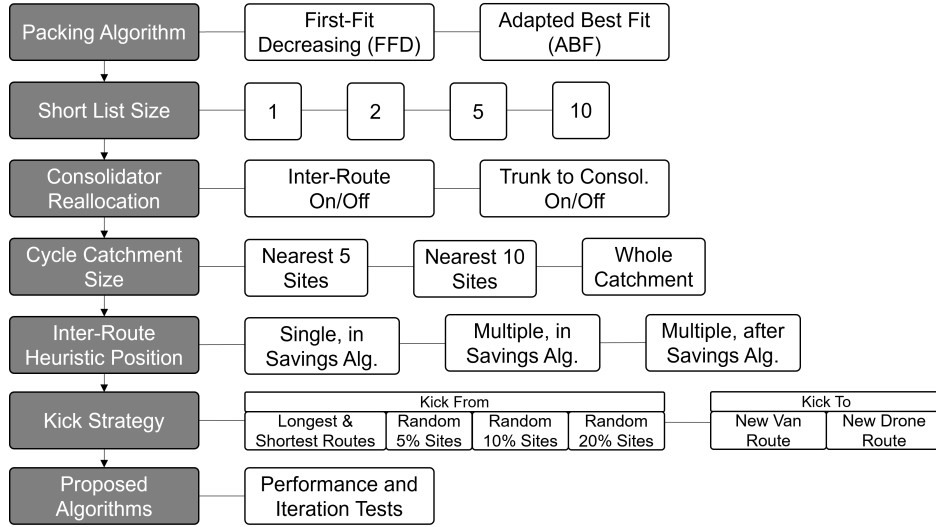 Packing Algorithm
First-Fit
Decreasing (FFD)
Adapted Best Fit
(ABF)
Short List Size
1
2
5
10
Consolidator
Reallocation
Inter-Route
On/Off
Trunk to Consol.
On/Off
Cycle Catchment
Size
Nearest 5
Sites
Nearest 10
Sites
Whole
Catchment
Inter-Route
Heuristic Position
Single, in
Savings Alg.
Multiple, in
Savings Alg.
Multiple, after
Savings Alg.
Kick Strategy
Kick From
Longest &
Shortest Routes
Random
5% Sites
Random
10% Sites
Random
20% Sites
Kick To
New Van
Route
New Drone
Route
Proposed
Algorithms
Performance and
Iteration Tests